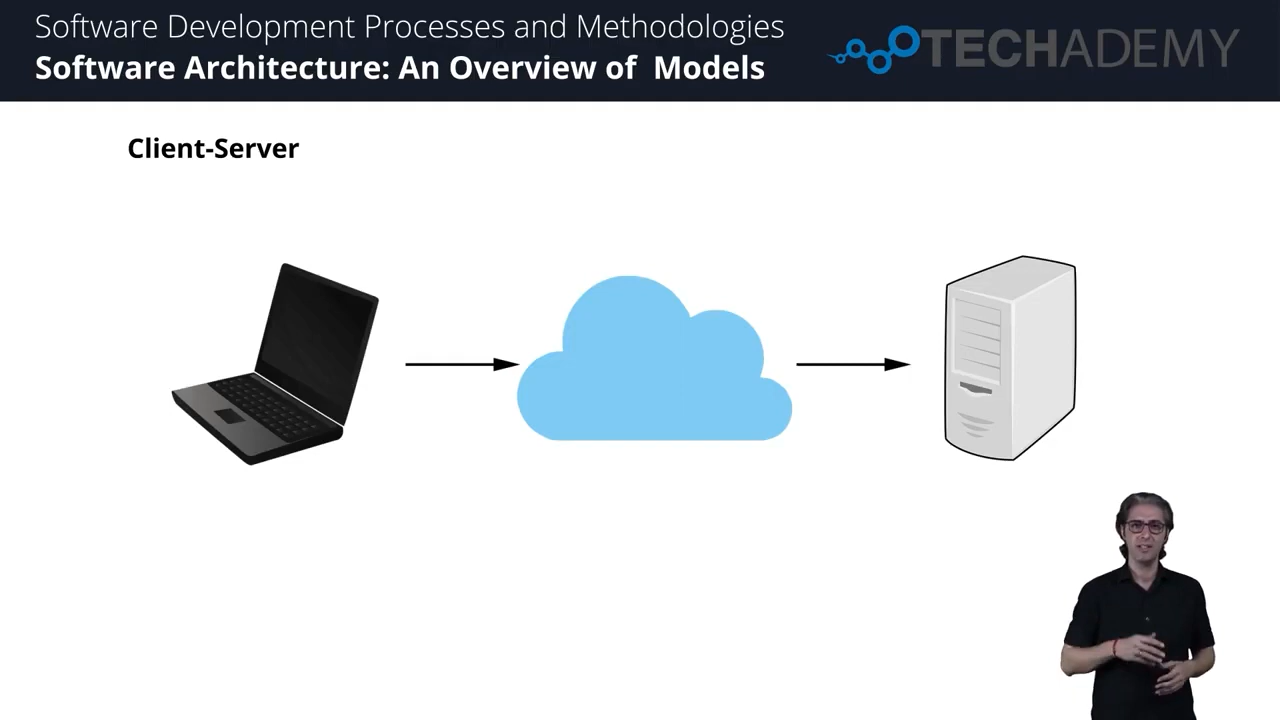 Software Development Processes and Methodologies
Software Architecture: An Overview of Models
TECHADEMY
Client-Server